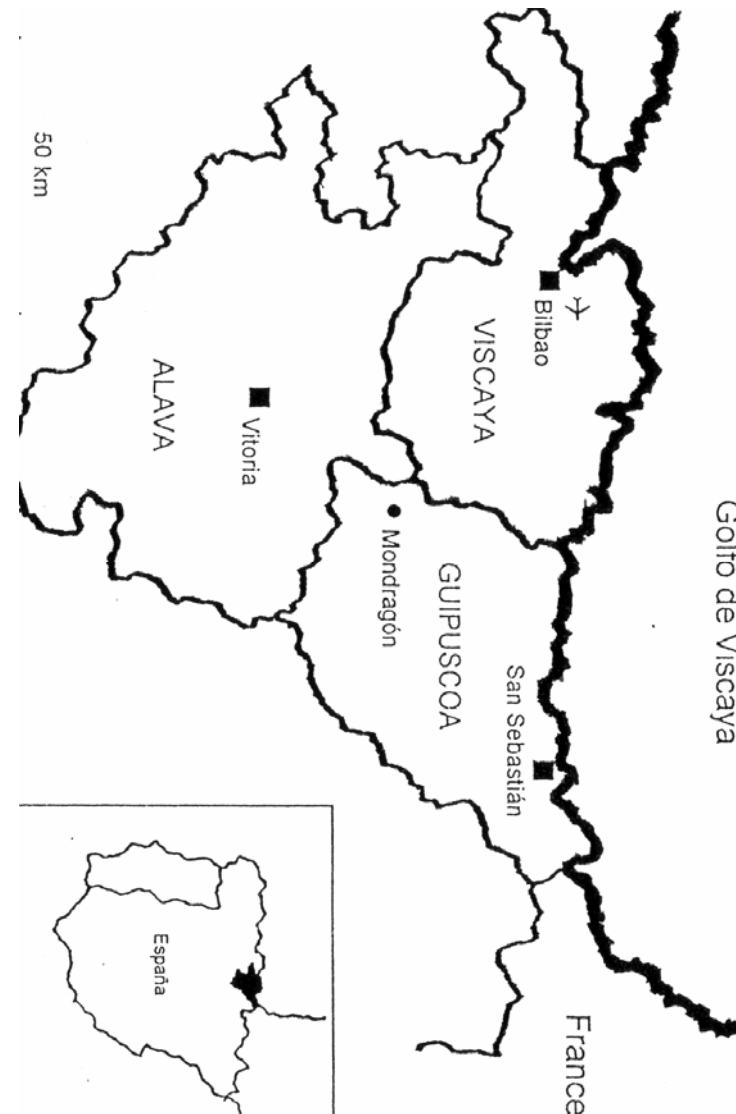 Golfo de Viscaya
France
Bilbao
VISCAYA
San Sebastián
GUIPUSCOA
Mondragón
Vitoria
ALAVA
50 km
España